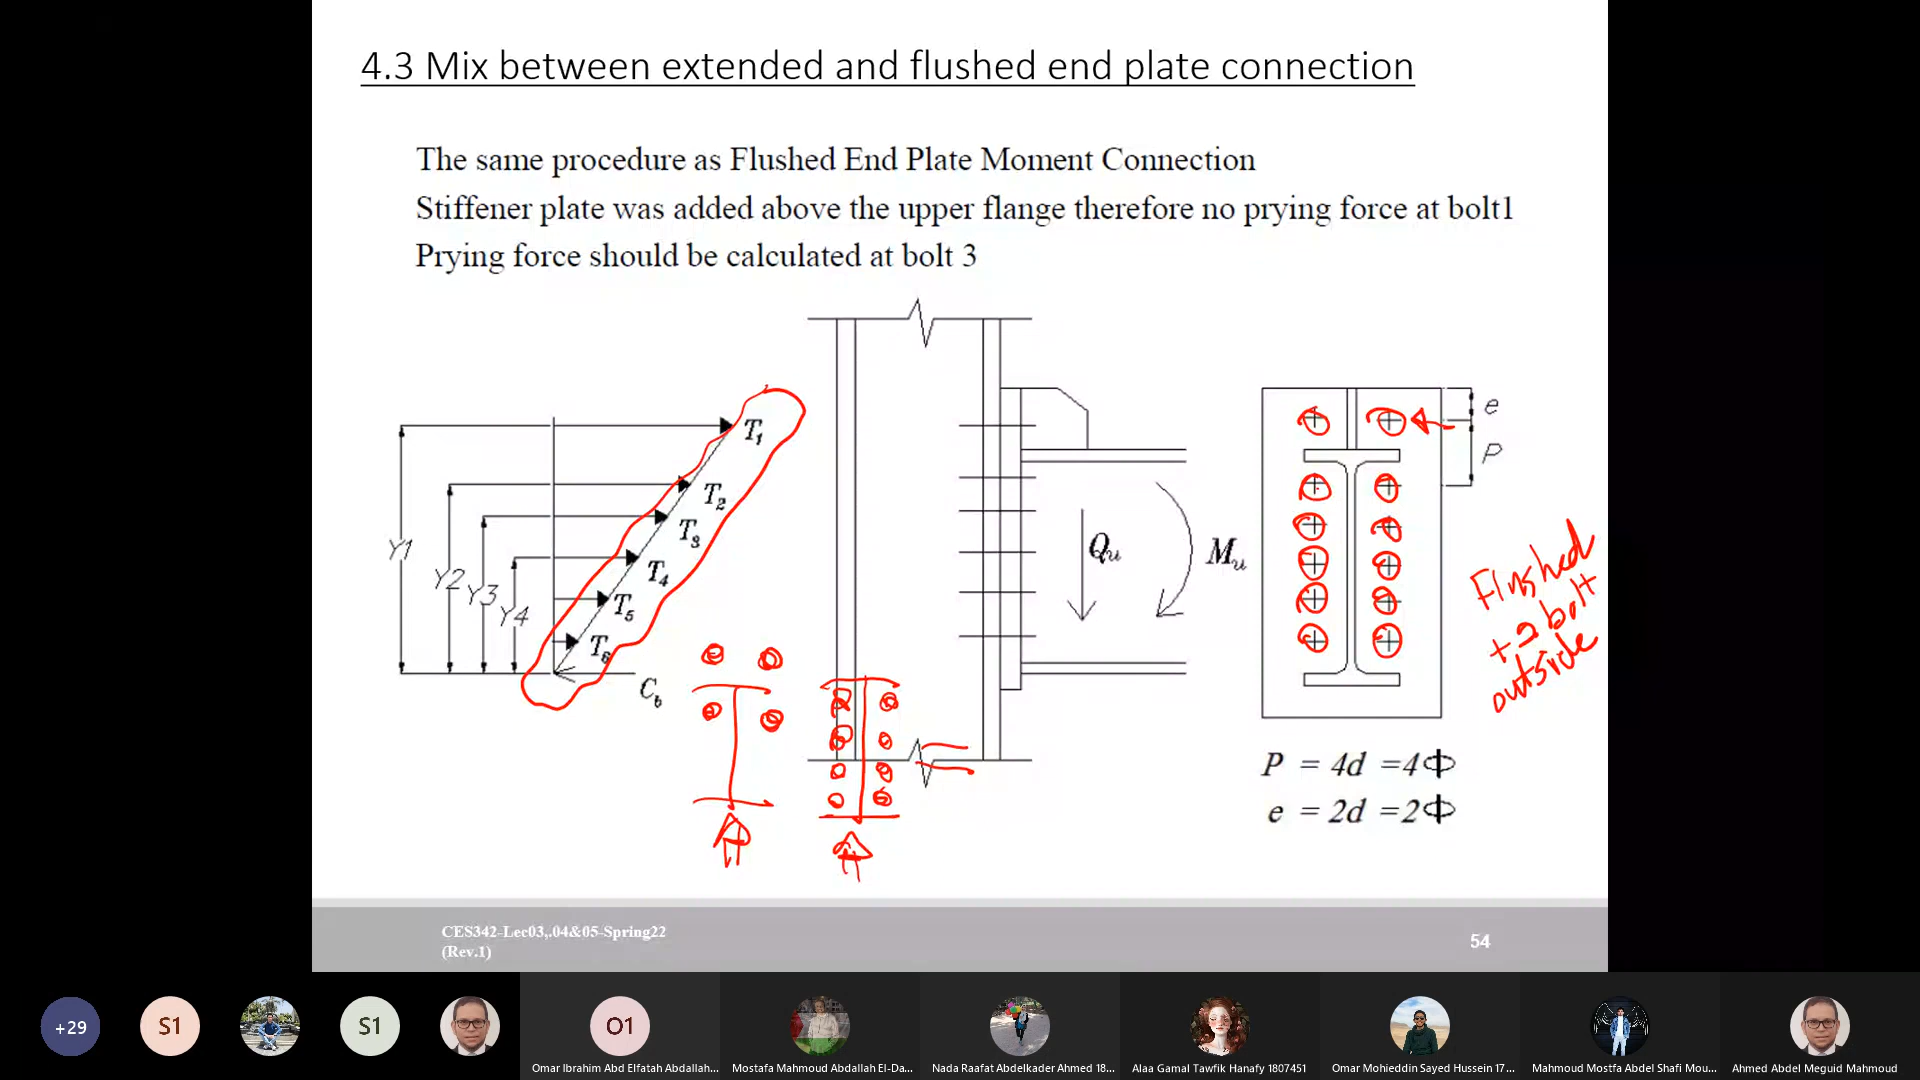 4.3 Mix between extended and flushed end plate connection
The same procedure as Flushed End Plate Moment Connection
Stiffener plate was added above the upper flange therefore no prying force at bolt1
Prying force should be calculated at bolt 3
Y1
Y2
Y3
Y4
T1
T2
T3
T4
T5
T6
Cb
Qu
Mu
e
P
Flushed
+2 bolt
outside
P = 4d =4Φ
e = 2d =2Φ
CES342-Lec03,.04&05-Spring22
(Rev.1)
54
+29
S1
S1
O1
Omar Ibrahim Abd Elfatah Abdallah...
Mostafa Mahmoud Abdallah El-Da...
Nada Raafat Abdelkader Ahmed 18...
Alaa Gamal Tawfik Hanafy 1807451
Omar Mohieddin Sayed Hussein 17...
Mahmoud Mostfa Abdel Shafi Mou...
Ahmed Abdel Meguid Mahmoud